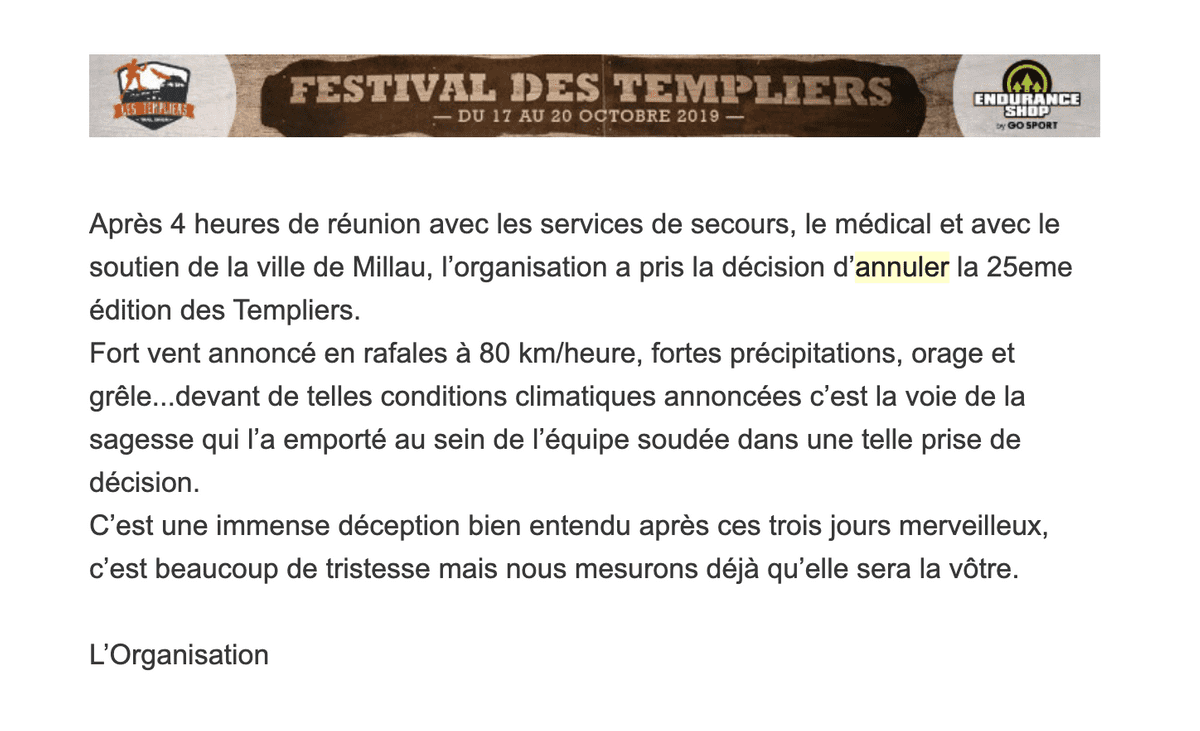 LES TEMPLIERS
FESTIVAL DES TEMPLIERS
— DU 17 AU 20 OCTOBRE 2019 —
ENDURANCE
SHOP
by GO SPORT
Après 4 heures de réunion avec les services de secours, le médical et avec le
soutien de la ville de Millau, l’organisation a pris la décision d’annuler la 25eme
édition des Templiers.
Fort vent annoncé en rafales à 80 km/heure, fortes précipitations, orage et
grêle...devant de telles conditions climatiques annoncées c’est la voie de la
sagesse qui l’a emporté au sein de l’équipe soudée dans une telle prise de
décision.
C’est une immense déception bien entendu après ces trois jours merveilleux,
c’est beaucoup de tristesse mais nous mesurons déjà qu’elle sera la vôtre.
L’Organisation